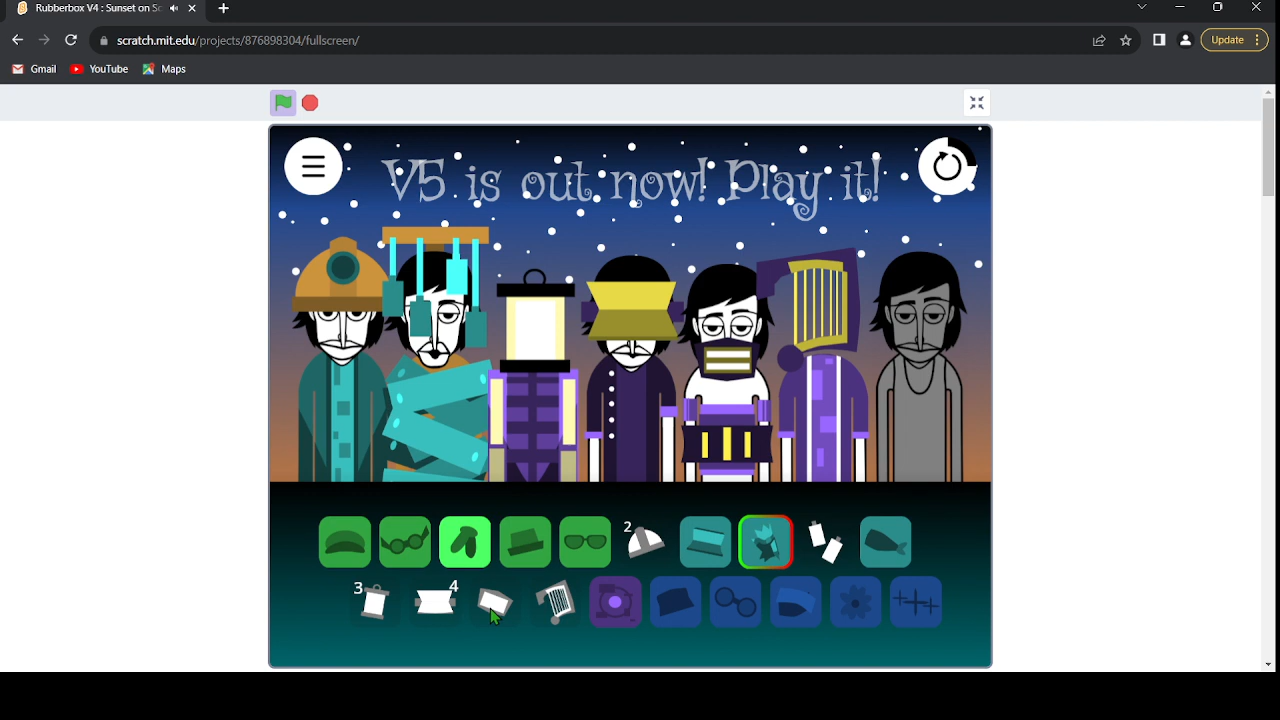 Rubberbox V4 : Sunset on Sc
scratch.mit.edu/projects/876898304/fullscreen/
Update
Gmail
YouTube
Maps
V5 is out now! Play it!
2
3
4